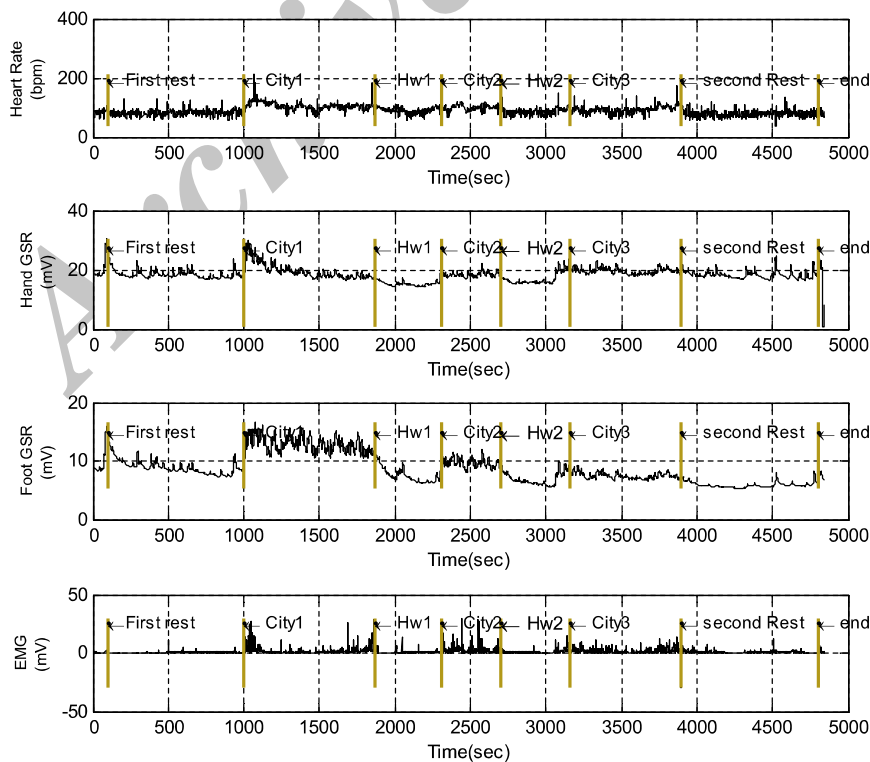 Archive
400
200
0
Heart Rate
(bpm)
First rest
City1
Hw1
City2
Hw2
City3
second Rest
end
0 500 1000 1500 2000 2500 3000 3500 4000 4500 5000
Time(sec)
40
20
0
Hand GSR
(mV)
First rest
City1
Hw1
City2
Hw2
City3
second Rest
end
0 500 1000 1500 2000 2500 3000 3500 4000 4500 5000
Time(sec)
20
10
0
Foot GSR
(mV)
First rest
City1
Hw1
City2
Hw2
City3
second Rest
end
0 500 1000 1500 2000 2500 3000 3500 4000 4500 5000
Time(sec)
50
0
-50
EMG
(mV)
First rest
City1
Hw1
City2
Hw2
City3
second Rest
end
0 500 1000 1500 2000 2500 3000 3500 4000 4500 5000
Time(sec)